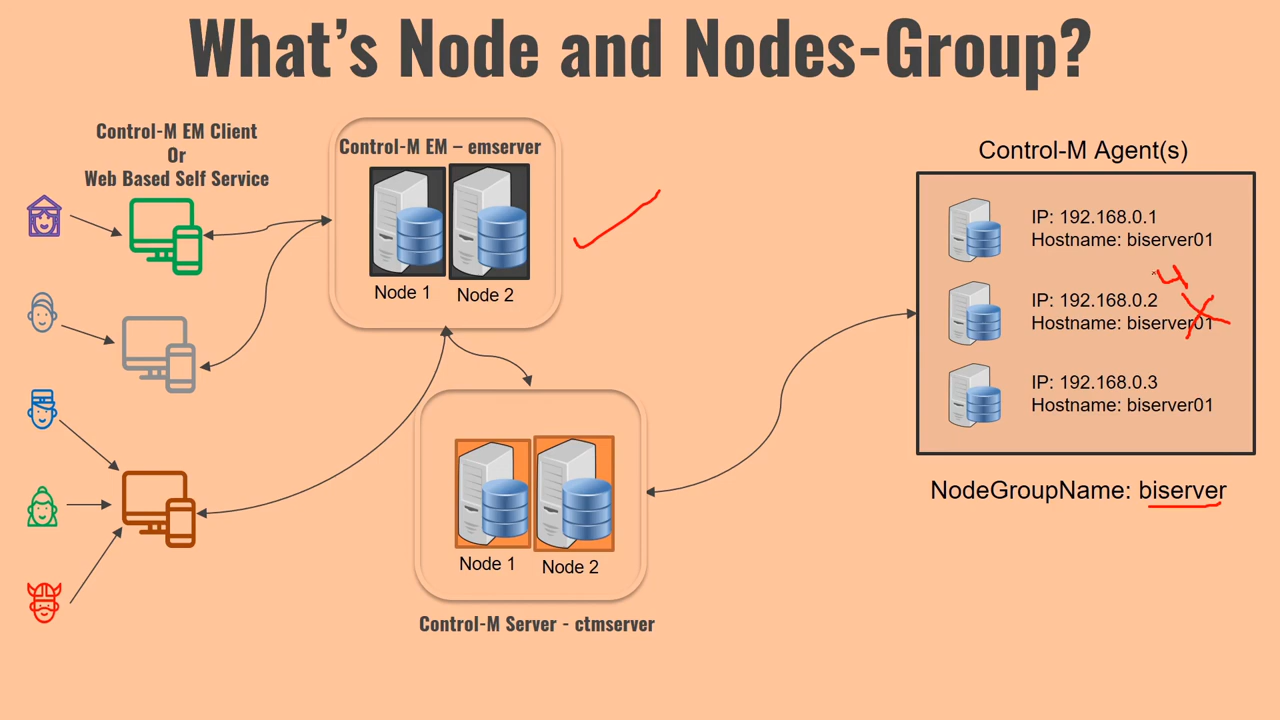 What's Node and Nodes-Group?
Control-M EM Client
Or
Web Based Self Service
Control-M EM – emserver
Node 1
Node 2
Control-M Agent(s)
IP: 192.168.0.1
Hostname: biserver01
4
IP: 192.168.0.2
Hostname: biserver01
IP: 192.168.0.3
Hostname: biserver01
NodeGroupName: biserver
Node 1
Node 2
Control-M Server - ctmserver